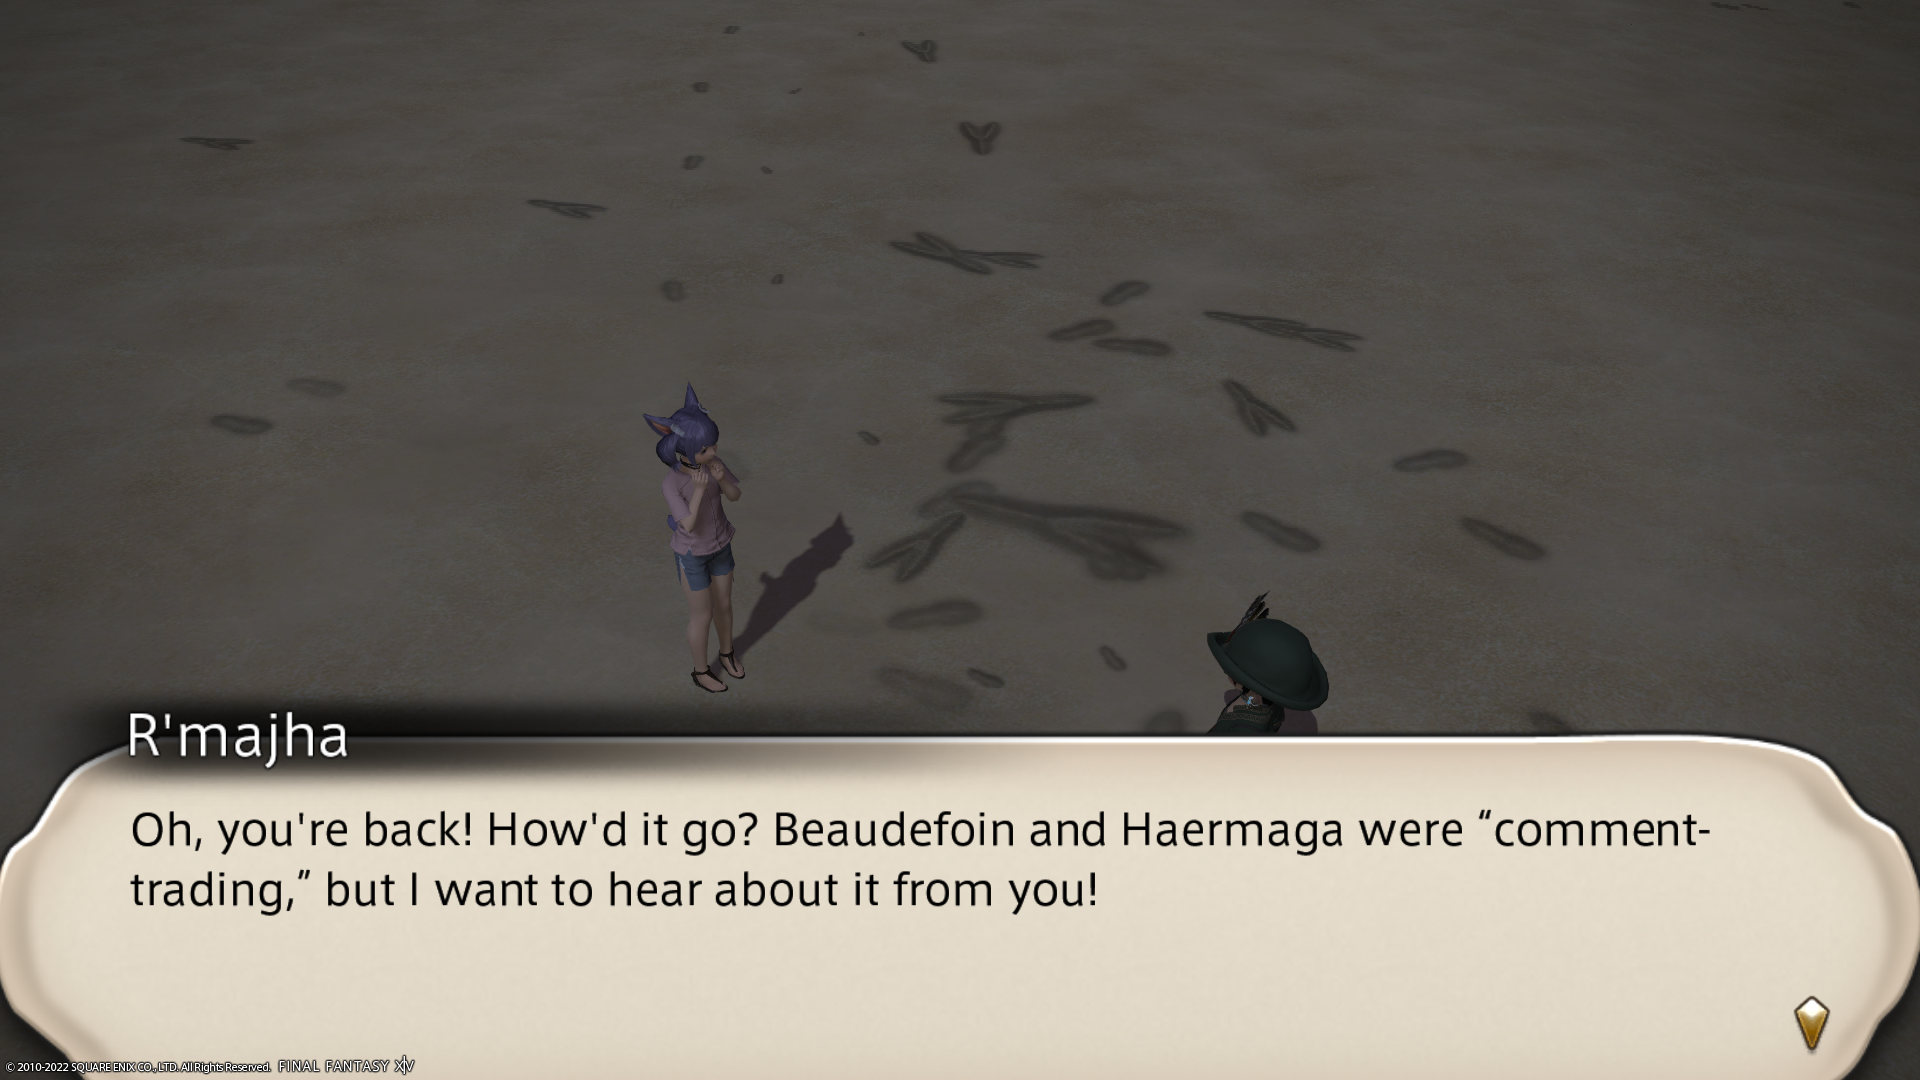 R'majha
Oh, you're back! How'd it go? Beaudefoin and Haermaga were “comment-
trading,” but I want to hear about it from you!
© 2010-2022 SQUARE ENIX CO., LTD. All Rights Reserved. FINAL FANTASY XIV